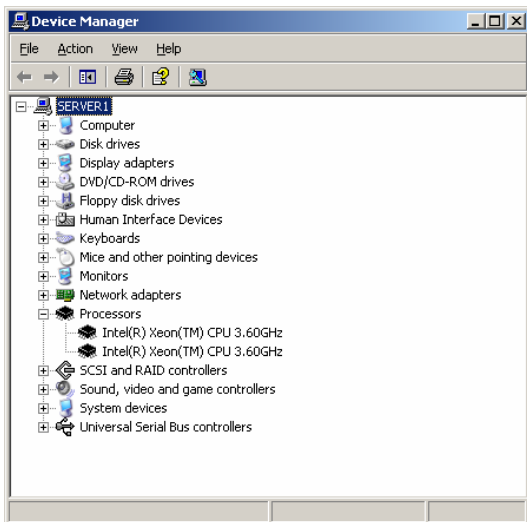 Device Manager
File Action View Help
SERVER1
Computer
Disk drives
Display adapters
DVD/CD-ROM drives
Floppy disk drives
Human Interface Devices
Keyboards
Mice and other pointing devices
Monitors
Network adapters
Processors
Intel(R) Xeon(TM) CPU 3.60GHz
Intel(R) Xeon(TM) CPU 3.60GHz
SCSI and RAID controllers
Sound, video and game controllers
System devices
Universal Serial Bus controllers